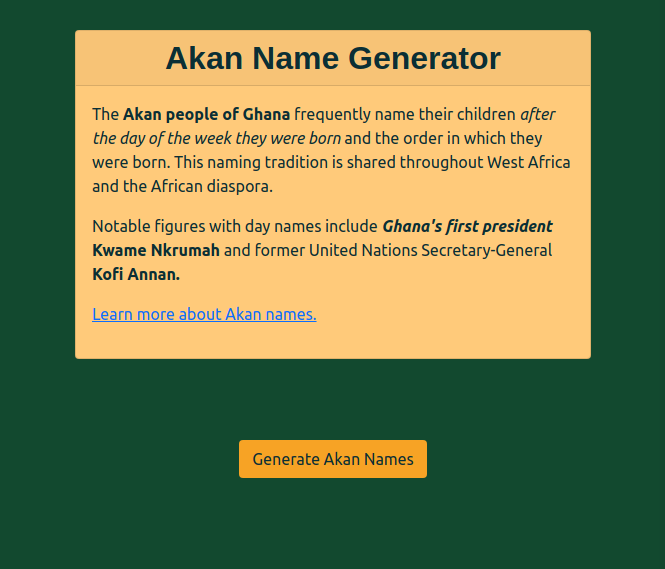 Akan Name Generator
The Akan people of Ghana frequently name their children after
the day of the week they were born and the order in which they
were born. This naming tradition is shared throughout West Africa
and the African diaspora.
Notable figures with day names include Ghana's first president
Kwame Nkrumah and former United Nations Secretary-General
Kofi Annan.
Learn more about Akan names.
Generate Akan Names